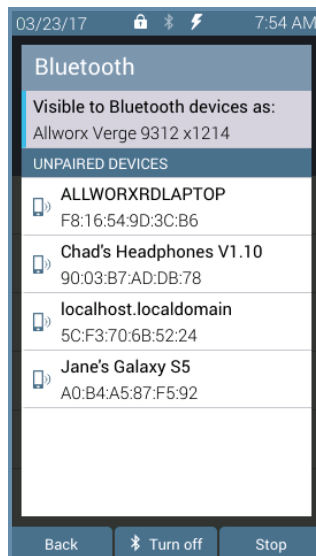 03/23/17 7:54 AM
Bluetooth
Visible to Bluetooth devices as:
Allworx Verge 9312 x1214
UNPAIRED DEVICES
ALLWORXRDLAPTOP
F8:16:54:9D:3C:B6
Chad's Headphones V1.10
90:03:B7:AD:DB:78
localhost.localdomain
5C:F3:70:6B:52:24
Jane's Galaxy S5
A0:B4:A5:87:F5:92
Back Turn off Stop